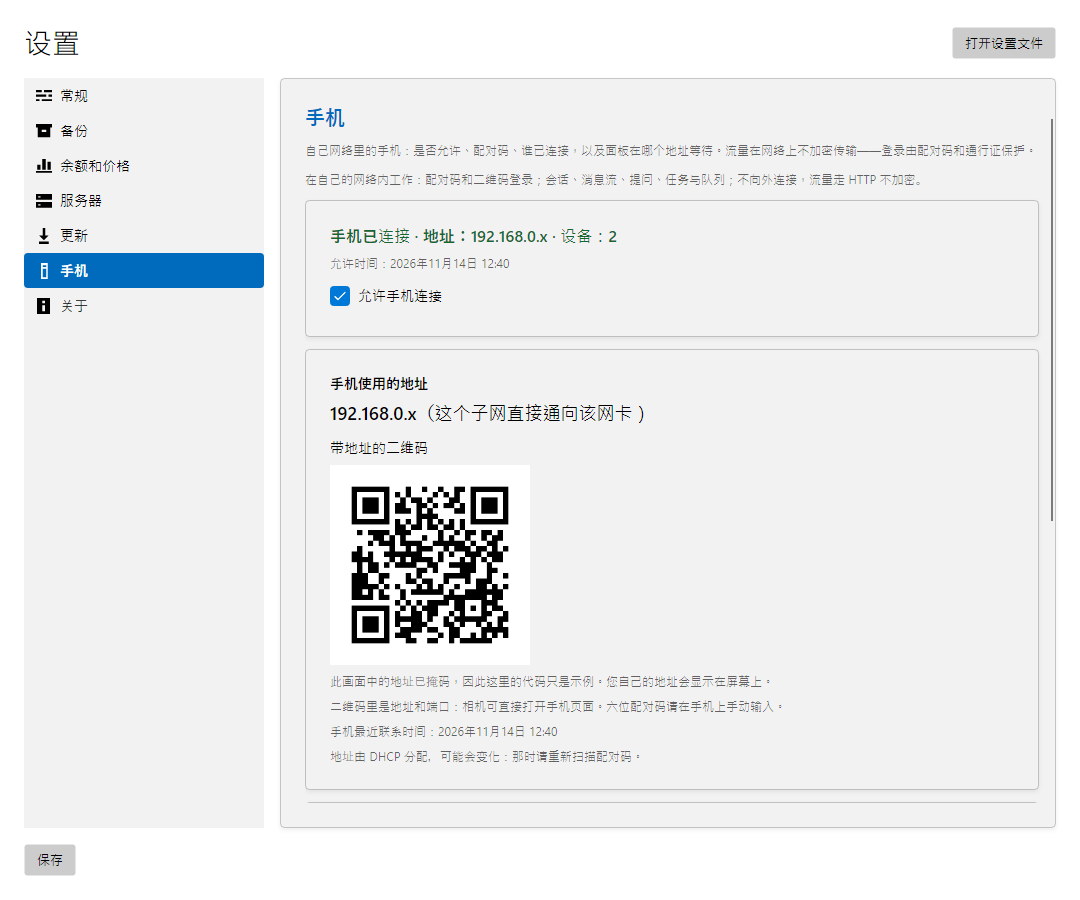 设置
打开设置文件
常规
备份
余额和价格
服务器
更新
手机
关于
手机
自己网络里的手机：是否允许、配对码、谁已连接，以及面板在哪个地址等待。流量在网络上不加密传输——登录由配对码和通行证保护。
在自己的网络内工作：配对码和二维码登录；会话、消息流、提问、任务与队列；不向外连接，流量走 HTTP 不加密。
手机已连接 · 地址：192.168.0.x · 设备：2
允许时间：2026年11月14日 12:40
允许手机连接
手机使用的地址
192.168.0.x（这个子网直接通向该网卡）
带地址的二维码
此画面中的地址已掩码，因此这里的代码只是示例。您自己的地址会显示在屏幕上。
二维码里是地址和端口：相机可直接打开手机页面。六位配对码请在手机上手动输入。
手机最近联系时间：2026年11月14日 12:40
地址由 DHCP 分配，可能会变化：那时请重新扫描配对码。
保存